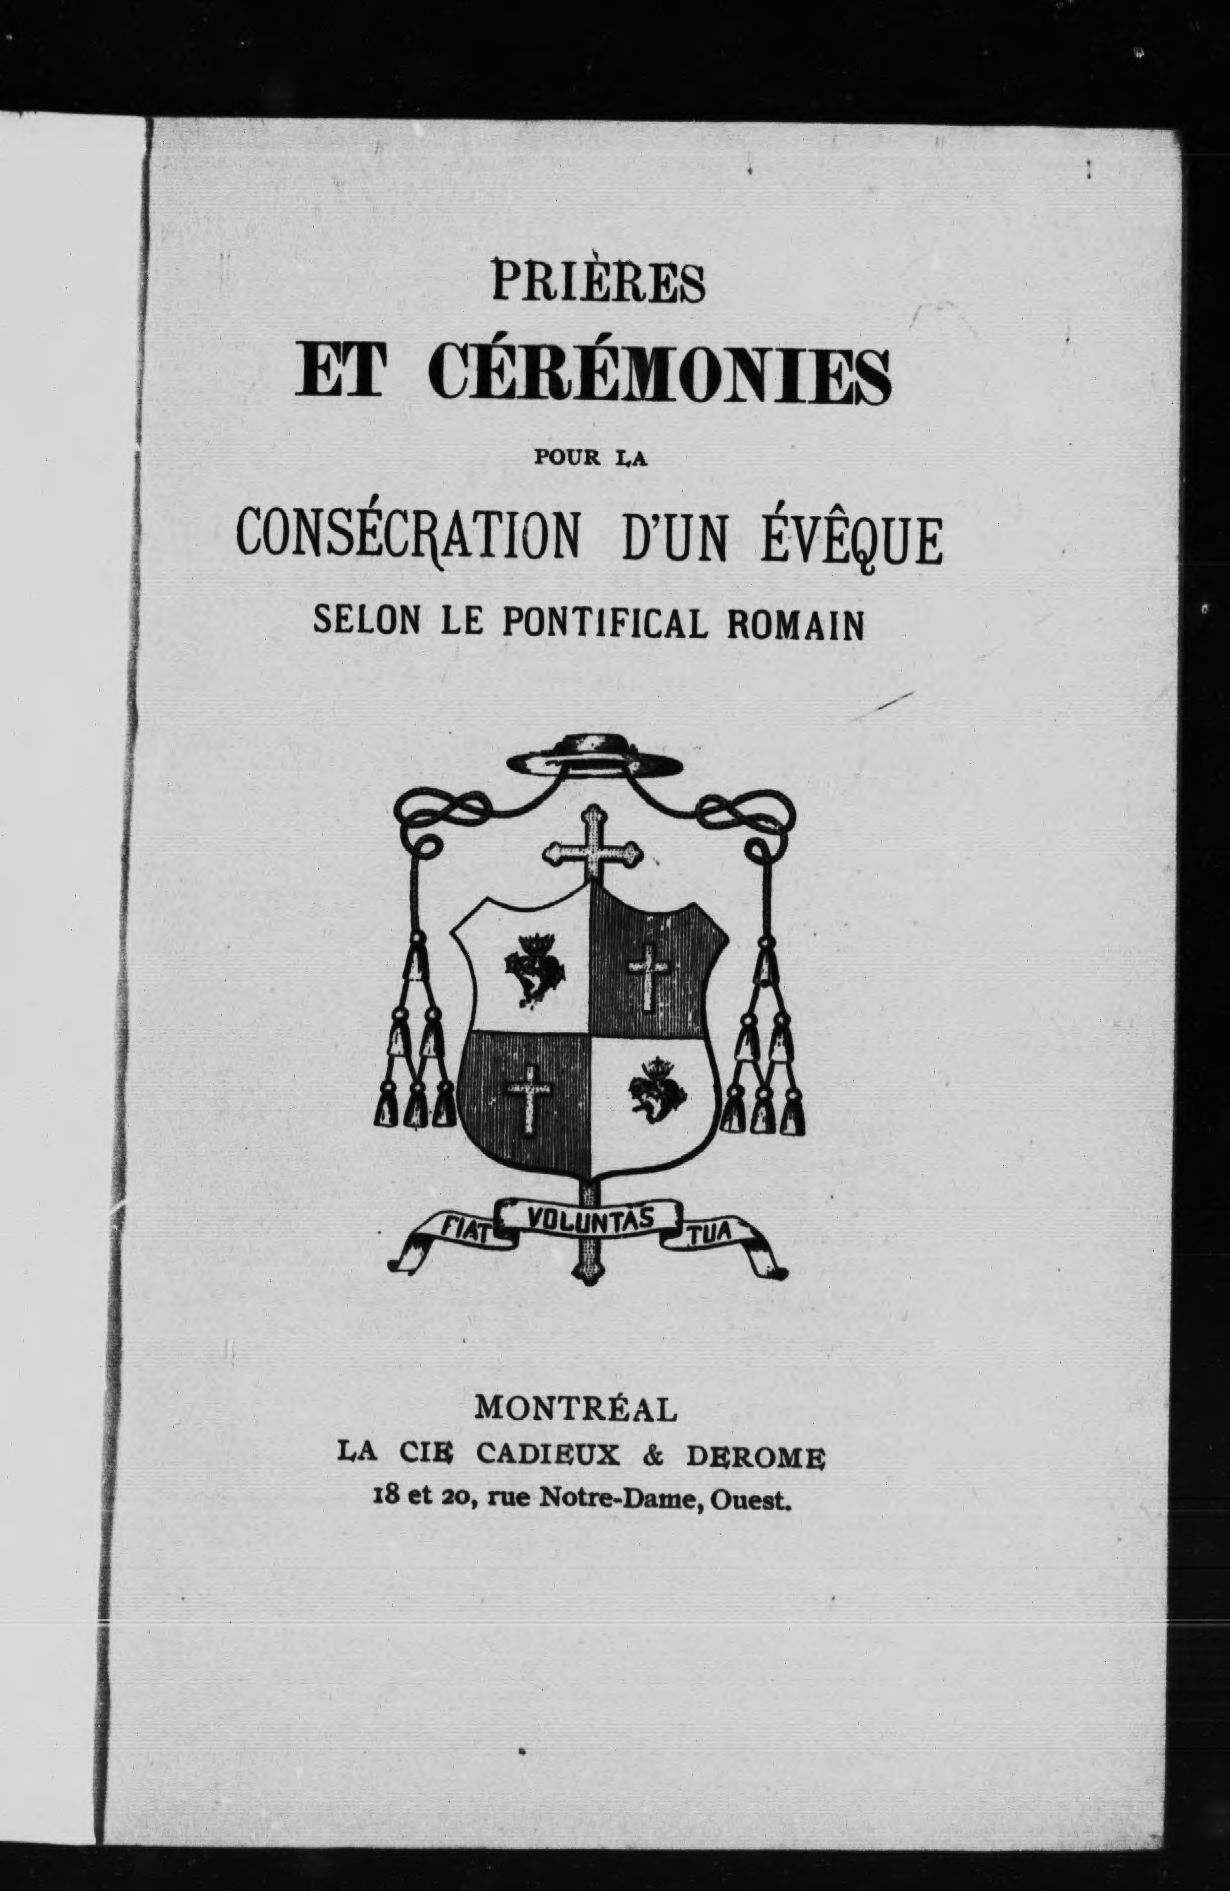 PRIÈRES
ET CÉRÉMONIES
POUR LA
CONSÉCRATION D'UN ÉVÊQUE
SELON LE PONTIFICAL ROMAIN
FIAT VOLUNTAS TUA
MONTRÉAL
LA CIE CADIEUX & DEROME
18 et 20, rue Notre-Dame, Ouest.